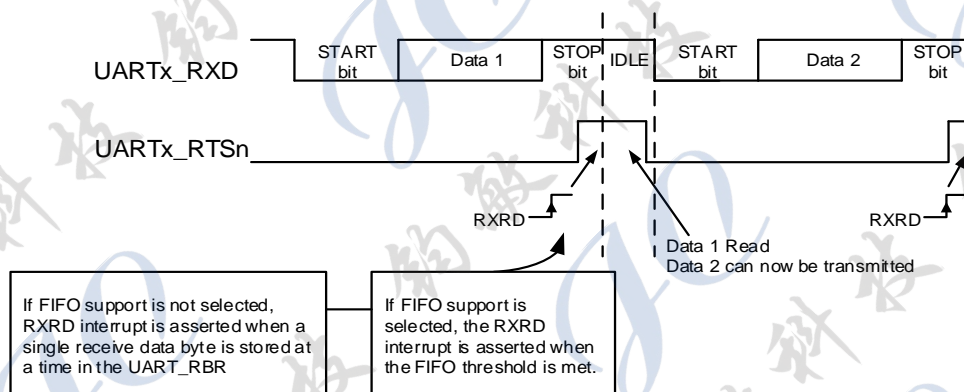 START
bit
Data 1
STOP
bit
IDLE
START
bit
Data 2
STOP
bit
UARTx_RXD
UARTx_RTSn
RXRD
RXRD
Data 1 Read
Data 2 can now be transmitted
If FIFO support is not selected,
RXRD interrupt is asserted when a
single receive data byte is stored at
a time in the UART_RBR
If FIFO support is
selected, the RXRD
interrupt is asserted when
the FIFO threshold is met.